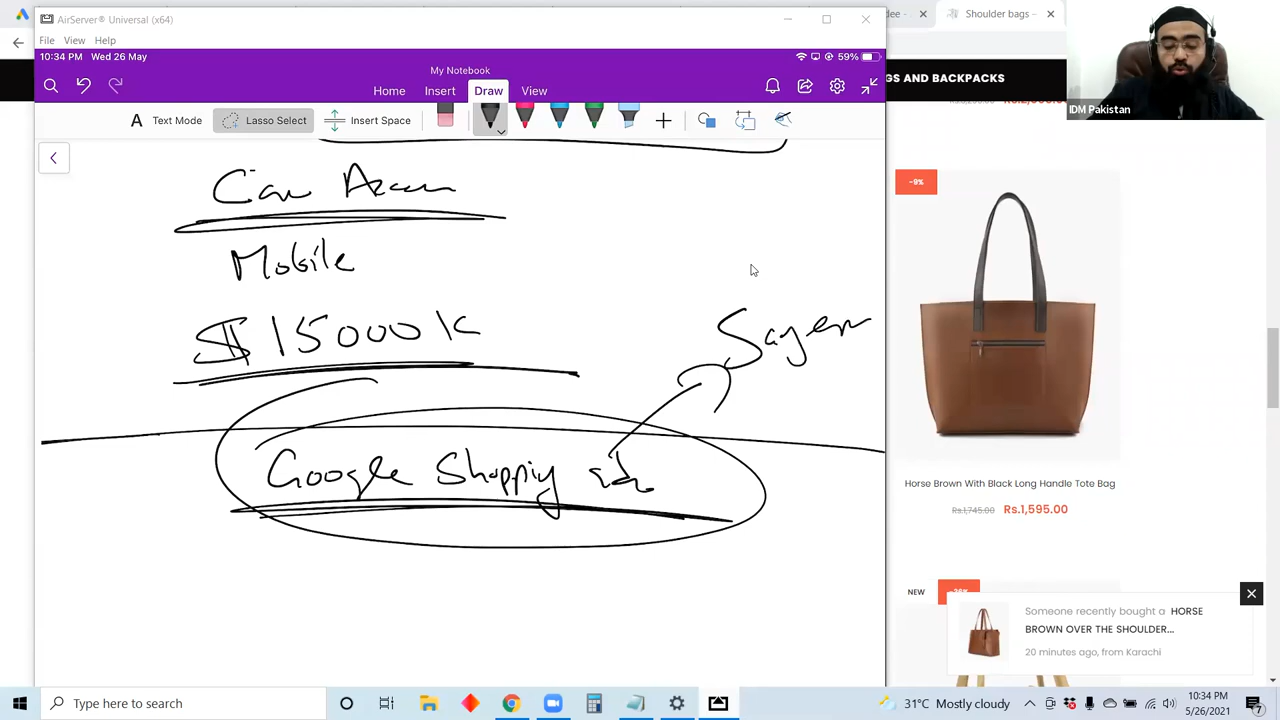 AirServer® Universal (x64)
File View Help
10:34 PM Wed 26 May
59%
My Notebook
Home Insert Draw View
Text Mode Lasso Select Insert Space
Mobile
$15000 K
Google Shopping ads
Shoulder bags –
GS AND BACKPACKS
IDM Pakistan
-9%
Horse Brown With Black Long Handle Tote Bag
Rs.1,745.00 Rs.1,595.00
NEW
Someone recently bought a HORSE
BROWN OVER THE SHOULDER...
20 minutes ago, from Karachi
Type here to search
31°C Mostly cloudy
10:34 PM
5/26/2021
7